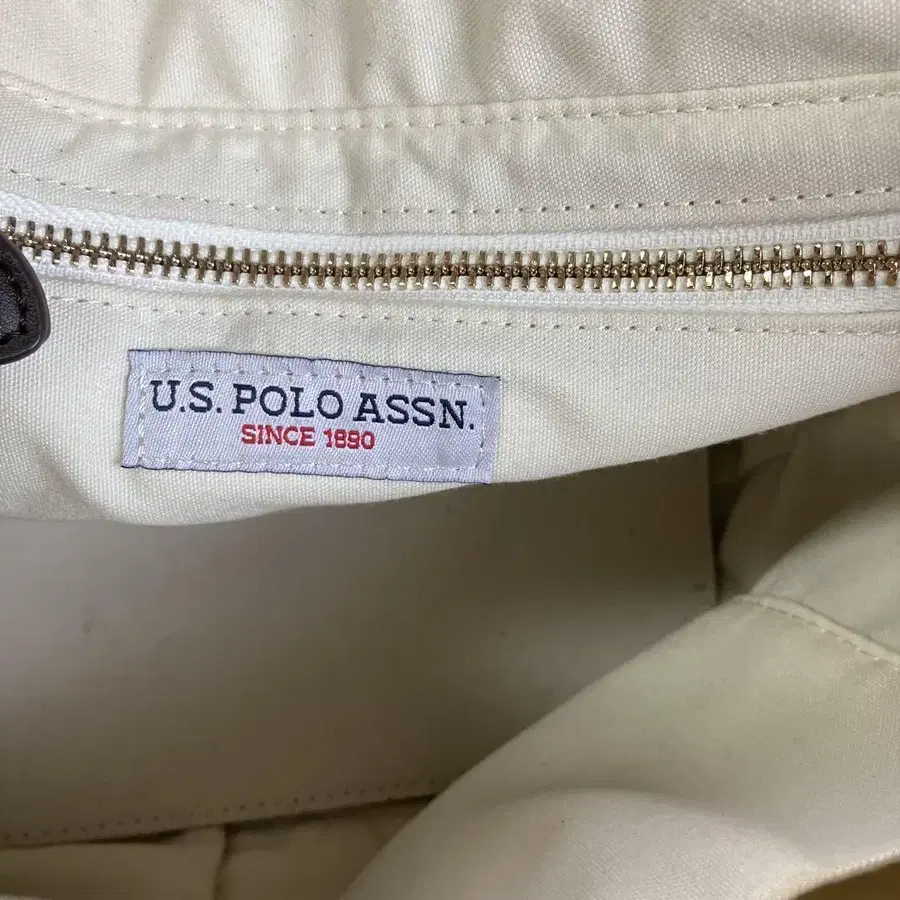 U.S. POLO ASSN.
SINCE 1890